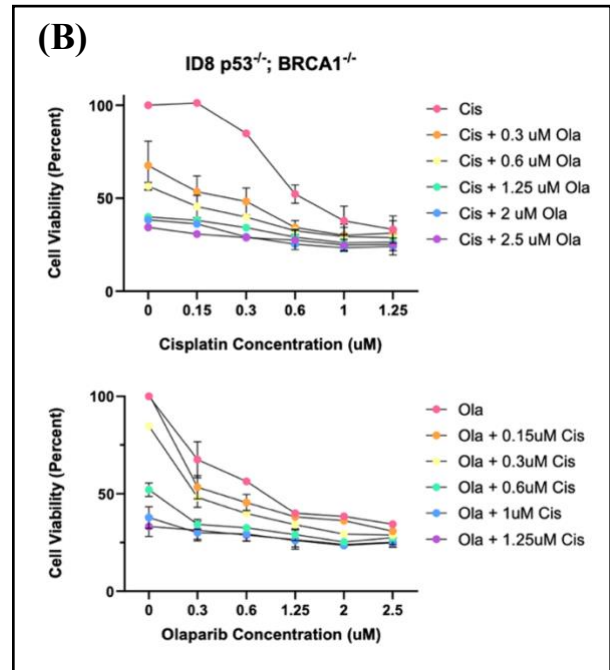 (B)
ID8 p53-/-; BRCA1-/-
Cell Viability (Percent)
100
50
0
0 0.15 0.3 0.6 1 1.25
Cisplatin Concentration (uM)
Cis
Cis + 0.3 uM Ola
Cis + 0.6 uM Ola
Cis + 1.25 uM Ola
Cis + 2 uM Ola
Cis + 2.5 uM Ola
Cell Viability (Percent)
100
50
0
0 0.3 0.6 1.25 2 2.5
Olaparib Concentration (uM)
Ola
Ola + 0.15uM Cis
Ola + 0.3uM Cis
Ola + 0.6uM Cis
Ola + 1uM Cis
Ola + 1.25uM Cis